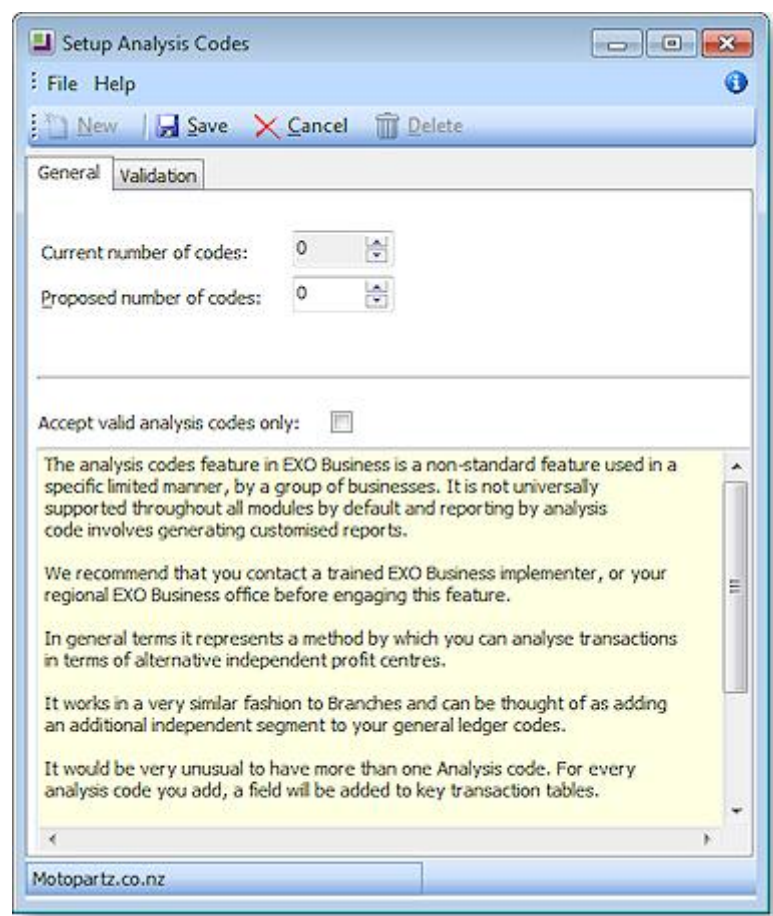 Setup Analysis Codes
File Help
New Save Cancel Delete
General Validation
Current number of codes: 0
Proposed number of codes: 0
Accept valid analysis codes only:
The analysis codes feature in EXO Business is a non-standard feature used in a
specific limited manner, by a group of businesses. It is not universally
supported throughout all modules by default and reporting by analysis
code involves generating customised reports.
We recommend that you contact a trained EXO Business implementer, or your
regional EXO Business office before engaging this feature.
In general terms it represents a method by which you can analyse transactions
in terms of alternative independent profit centres.
It works in a very similar fashion to Branches and can be thought of as adding
an additional independent segment to your general ledger codes.
It would be very unusual to have more than one Analysis code. For every
analysis code you add, a field will be added to key transaction tables.
Motopartz.co.nz